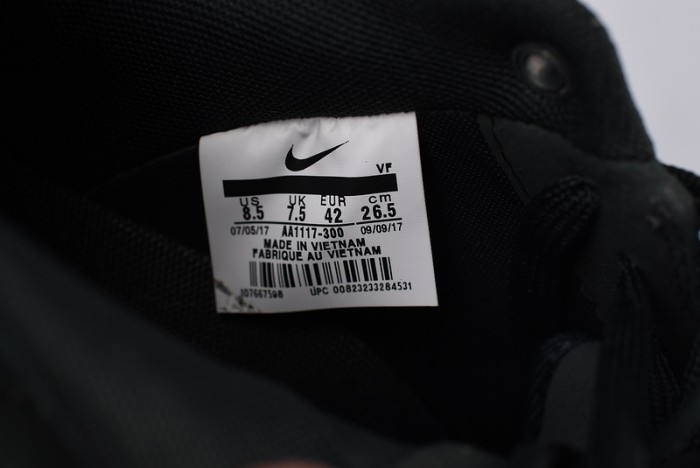 VF
US UK EUR cm
8.5 7.5 42 26.5
07/05/17 AA1117-300 09/09/17
MADE IN VIETNAM
FABRIQUE AU VIETNAM
107667598 UPC 00823233284531